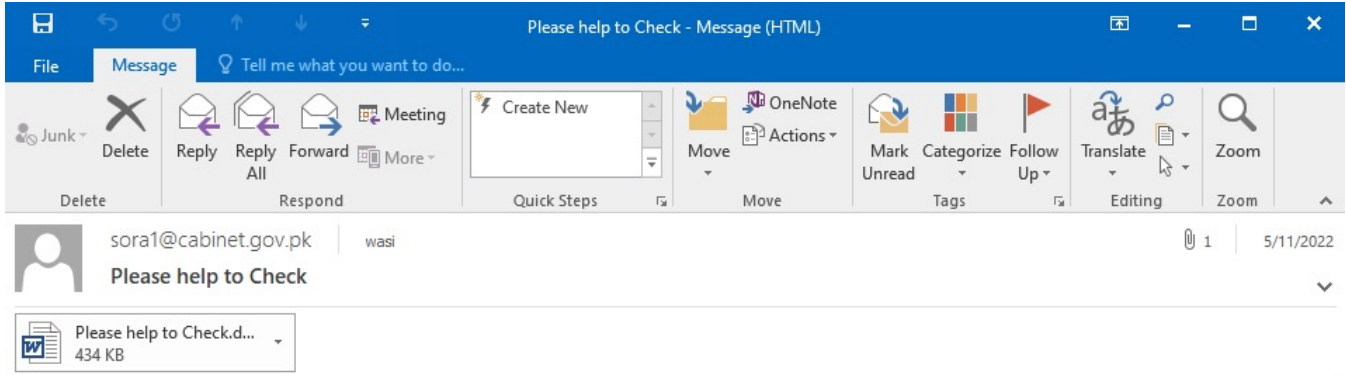 Please help to Check - Message (HTML)
File Message Tell me what you want to do...
Junk
Delete
Reply
Reply All
Forward
Meeting
More
Create New
Move
OneNote
Actions
Mark Unread
Categorize
Follow Up
Translate
Zoom
Delete Respond Quick Steps Move Tags Editing Zoom
sora1@cabinet.gov.pk wasi 1 5/11/2022
Please help to Check
Please help to Check.d...
434 KB